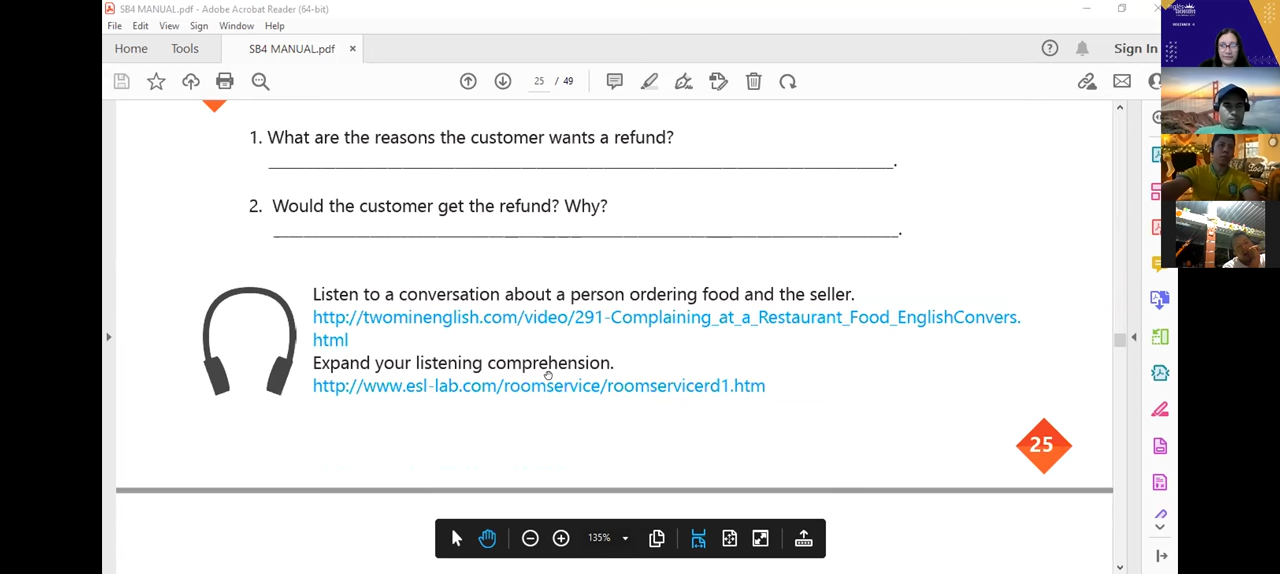 SB4 MANUAL.pdf - Adobe Acrobat Reader (64-bit)
File Edit View Sign Window Help
Home Tools SB4 MANUAL.pdf × Sign In
25 / 49
1. What are the reasons the customer wants a refund?
2. Would the customer get the refund? Why?
Listen to a conversation about a person ordering food and the seller.
http://twominenglish.com/video/291-Complaining_at_a_Restaurant_Food_EnglishConvers.
html
Expand your listening comprehension.
http://www.esl-lab.com/roomservice/roomservicerd1.htm
25
135%